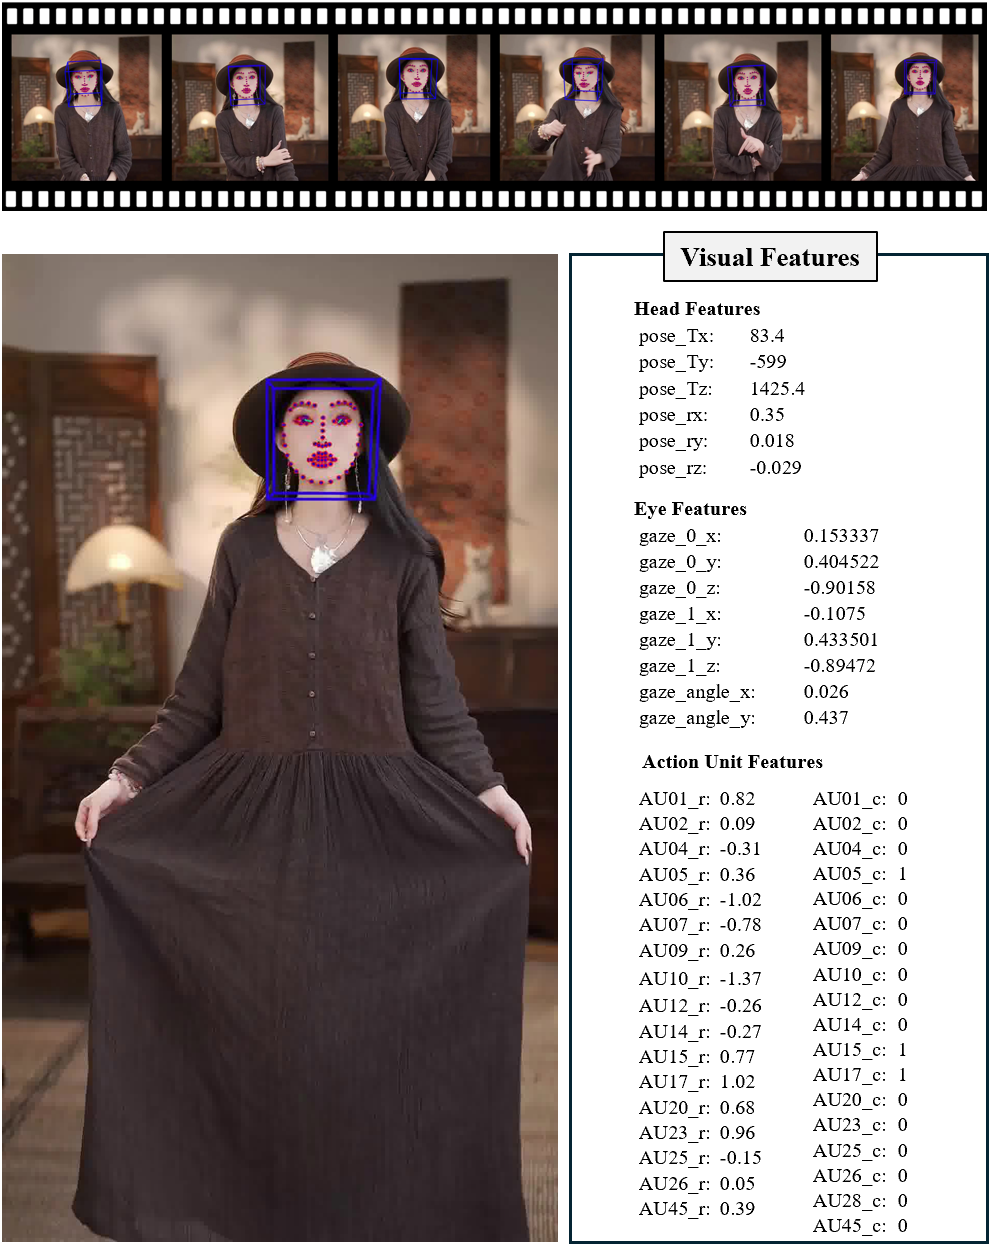 Visual Features
Head Features
pose_Tx: 83.4
pose_Ty: -599
pose_Tz: 1425.4
pose_rx: 0.35
pose_ry: 0.018
pose_rz: -0.029
Eye Features
gaze_0_x: 0.153337
gaze_0_y: 0.404522
gaze_0_z: -0.90158
gaze_1_x: -0.1075
gaze_1_y: 0.433501
gaze_1_z: -0.89472
gaze_angle_x: 0.026
gaze_angle_y: 0.437
Action Unit Features
AU01_r: 0.82 AU01_c: 0
AU02_r: 0.09 AU02_c: 0
AU04_r: -0.31 AU04_c: 0
AU05_r: 0.36 AU05_c: 1
AU06_r: -1.02 AU06_c: 0
AU07_r: -0.78 AU07_c: 0
AU09_r: 0.26 AU09_c: 0
AU10_r: -1.37 AU10_c: 0
AU12_r: -0.26 AU12_c: 0
AU14_r: -0.27 AU14_c: 0
AU15_r: 0.77 AU15_c: 1
AU17_r: 1.02 AU17_c: 1
AU20_r: 0.68 AU20_c: 0
AU23_r: 0.96 AU23_c: 0
AU25_r: -0.15 AU25_c: 0
AU26_r: 0.05 AU26_c: 0
AU45_r: 0.39 AU28_c: 0
AU45_c: 0